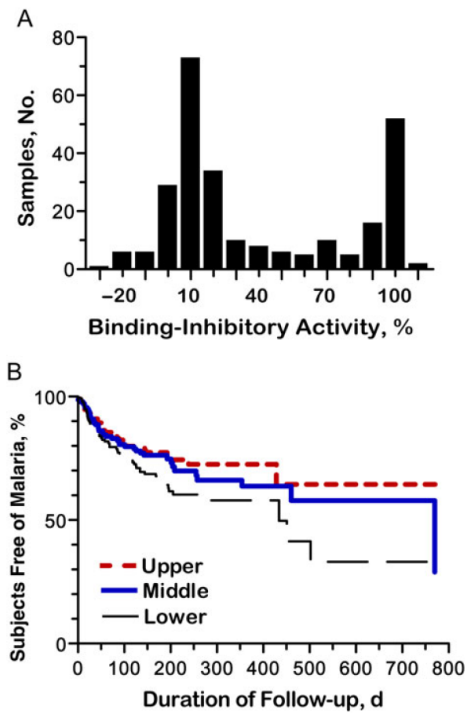 A
80
60
40
20
0
Samples, No.
−20 10 40 70 100
Binding-Inhibitory Activity, %
B
100
50
0
Subjects Free of Malaria, %
Upper
Middle
Lower
0 100 200 300 400 500 600 700 800
Duration of Follow-up, d